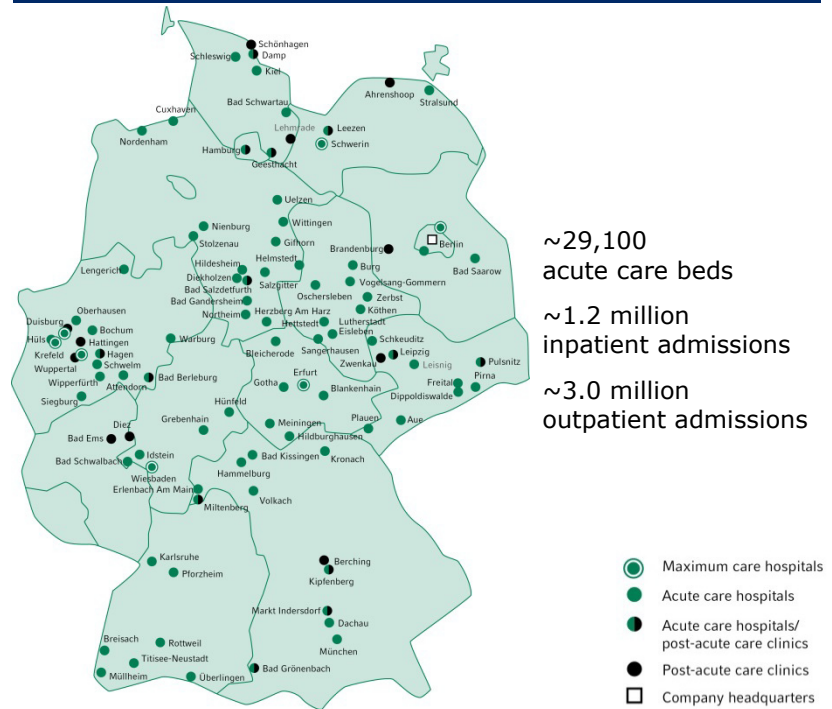 Schönhagen
Schleswig
Damp
Kiel
Ahrenshoop
Stralsund
Bad Schwartau
Cuxhaven
Lehmrade
Leezen
Nordenham
Hamburg
Schwerin
Geesthacht
Uelzen
Nienburg
Wittingen
Stolzenau
Gifhorn
Brandenburg
Berlin
Helmstedt
Lengerich
Hildesheim
Burg
Bad Saarow
Diekholzen
Salzgitter
Vogelsang-Gommern
Bad Salzdetfurth
Oschersleben
Zerbst
Bad Gandersheim
Köthen
Oberhausen
Northeim
Herzberg Am Harz
Lutherstadt
Eisleben
Duisburg
Bochum
Hettstedt
Hüls
Hattingen
Warburg
Schkeuditz
Krefeld
Hagen
Bleicherode
Sangerhausen
Leipzig
Pulsnitz
Wuppertal
Schwelm
Erfurt
Zwenkau
Leisnig
Wipperfürth
Attendorn
Bad Berleburg
Gotha
Blankenhain
Freital
Pirna
Siegburg
Hünfeld
Dippoldiswalde
Diez
Grebenhain
Meiningen
Plauen
Aue
Bad Ems
Hildburghausen
Idstein
Bad Kissingen
Kronach
Bad Schwalbach
Hammelburg
Wiesbaden
Erlenbach Am Main
Volkach
Miltenberg
Karlsruhe
Berching
Pforzheim
Kipfenberg
Markt Indersdorf
Dachau
Breisach
Rottweil
München
Titisee-Neustadt
Bad Grönenbach
Müllheim
Überlingen
~29,100
acute care beds
~1.2 million
inpatient admissions
~3.0 million
outpatient admissions
Maximum care hospitals
Acute care hospitals
Acute care hospitals/
post-acute care clinics
Post-acute care clinics
Company headquarters